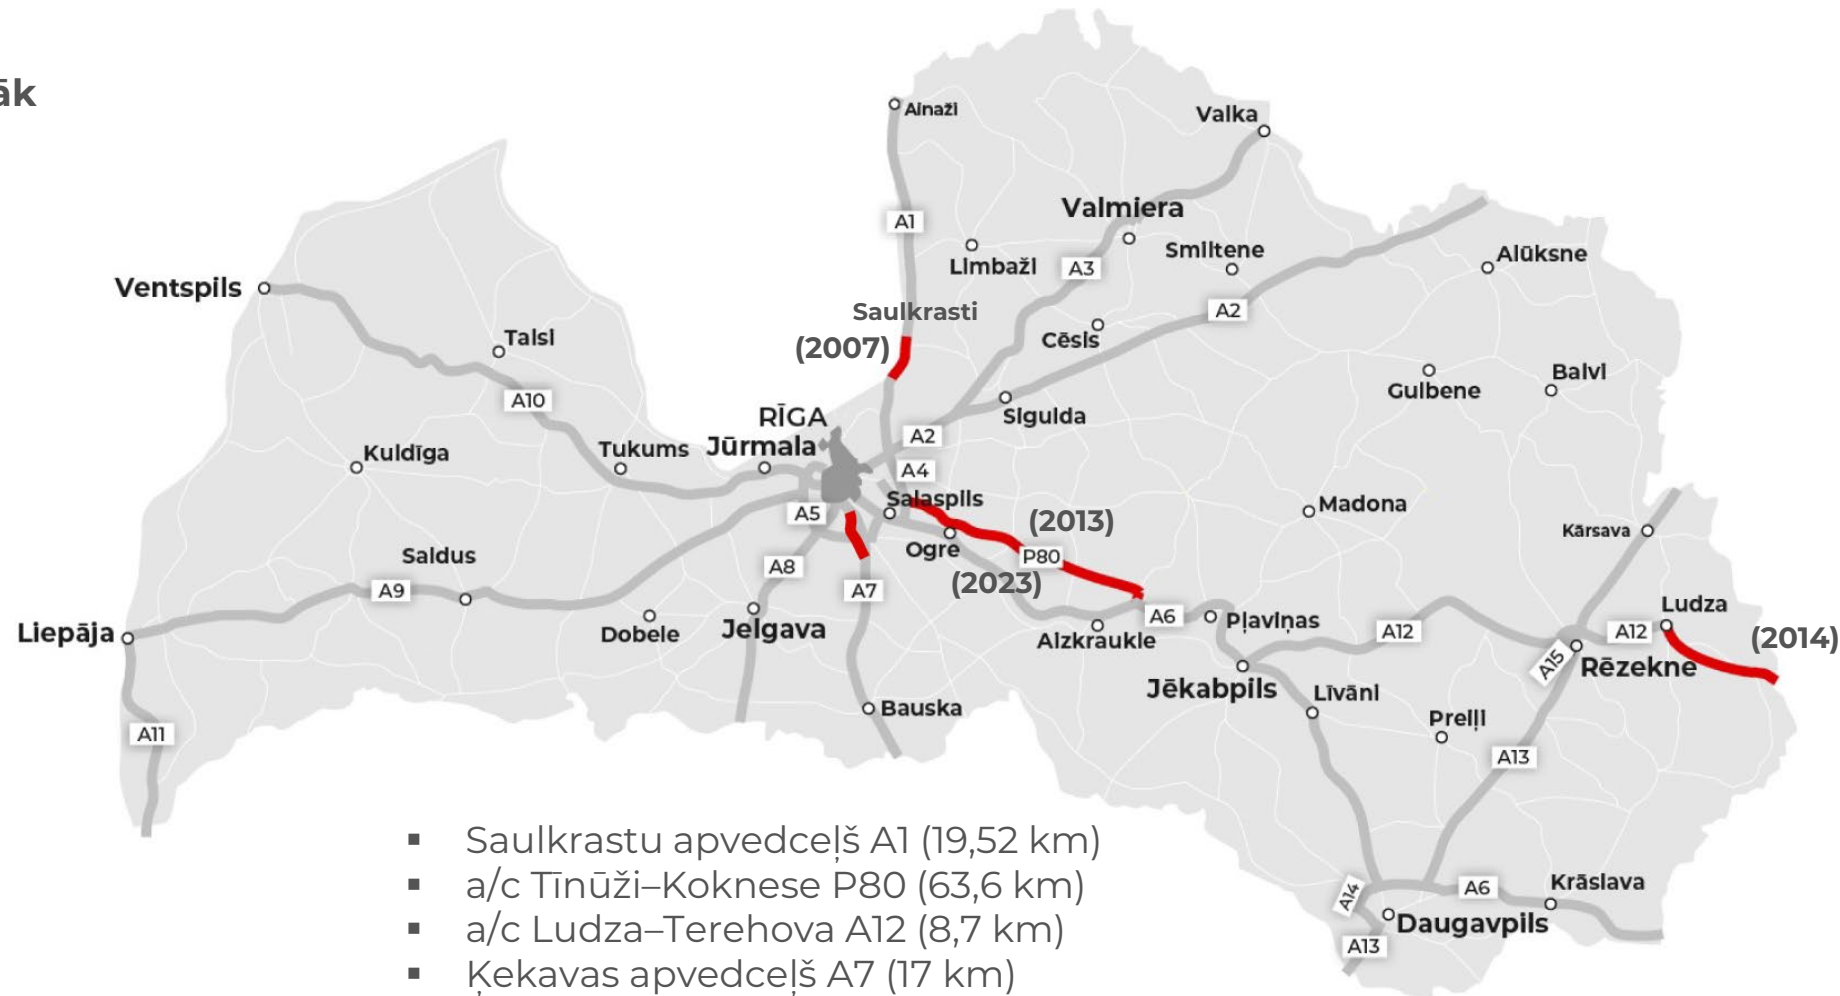 āk
Ainaži
Valka
A1
Valmiera
Smiltene
Alūksne
Limbaži
A3
Ventspils
Saulkrasti
A2
Talsi
(2007)
Cēsis
Balvi
Gulbene
A10
RĪGA
Sigulda
Kuldīga
Tukums
Jūrmala
A2
A4
Salaspils
Madona
A5
(2013)
Kārsava
Ogre
P80
Saldus
A8
(2023)
A9
A7
Ludza
Liepāja
Dobele
Jelgava
Aizkraukle
A6
Pļaviņas
A12
A12
(2014)
A15
Rēzekne
Jēkabpils
Līvāni
Bauska
Preiļi
A11
A13
▪ Saulkrastu apvedceļš A1 (19,52 km)
▪ a/c Tīnūži–Koknese P80 (63,6 km)
A14
A6
Krāslava
▪ a/c Ludza–Terehova A12 (8,7 km)
Daugavpils
A13
▪ Ķekavas apvedceļš A7 (17 km)